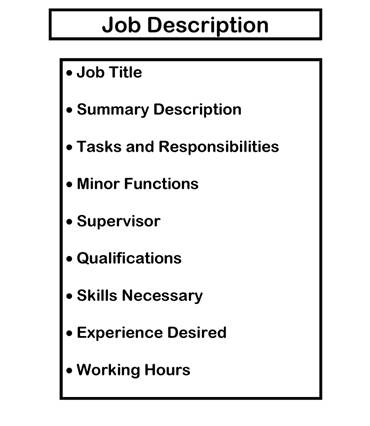 Job Description
• Job Title
• Summary Description
• Tasks and Responsibilities
• Minor Functions
• Supervisor
• Qualifications
• Skills Necessary
• Experience Desired
• Working Hours